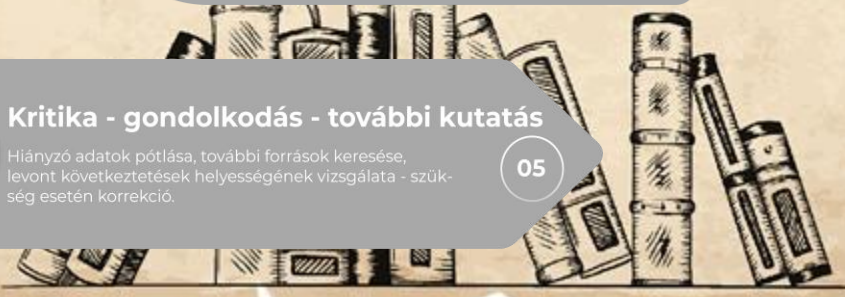 Kritika - gondolkodás - további kutatás
Hiányzó adatok pótlása, további források keresése,
levont következtetések helyességének vizsgálata - szük-
ség esetén korrekció.
05